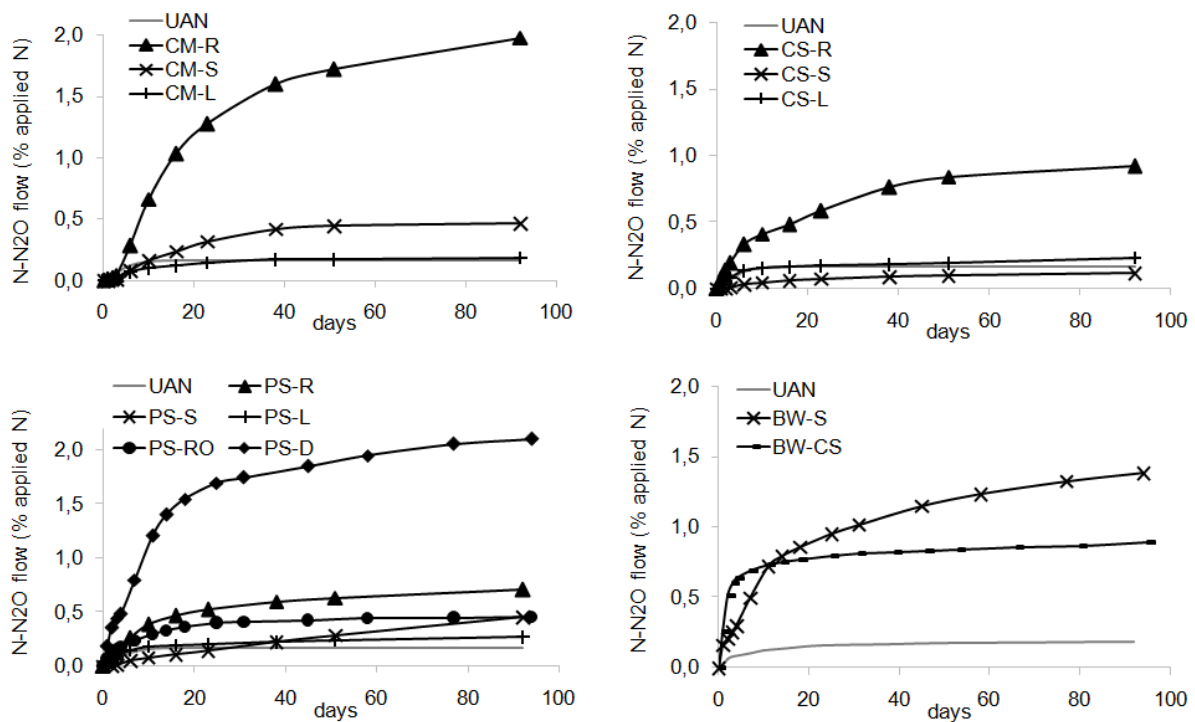 UAN
CM-R
CM-S
CM-L
N-N2O flow (% applied N)
2,0
1,5
1,0
0,5
0,0
0 20 40 60 80 100
days
UAN
CS-R
CS-S
CS-L
N-N2O flow (% applied N)
2,0
1,5
1,0
0,5
0,0
0 20 40 60 80 100
days
UAN PS-R
PS-S PS-L
PS-RO PS-D
N-N2O flow (% applied N)
2,0
1,5
1,0
0,5
0,0
0 20 40 60 80 100
days
UAN
BW-S
BW-CS
N-N2O flow (% applied N)
2,0
1,5
1,0
0,5
0,0
0 20 40 60 80 100
days